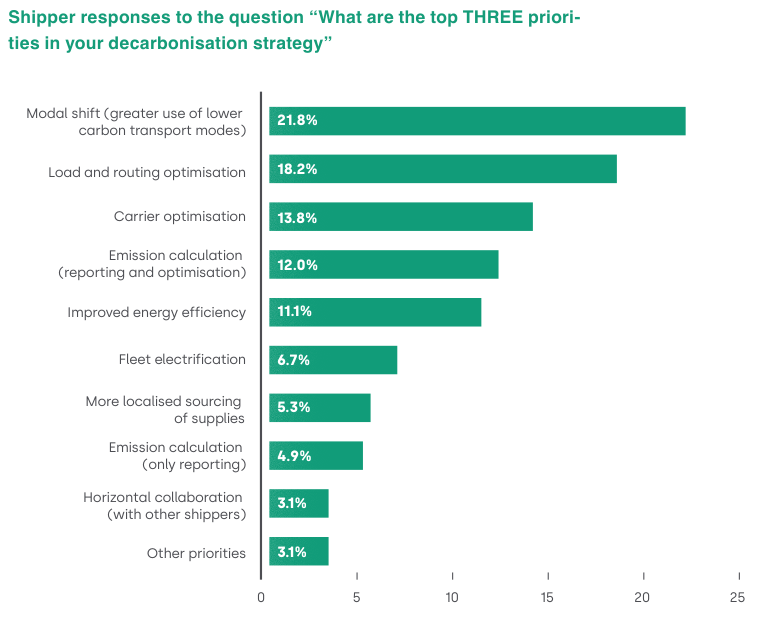 Shipper responses to the question “What are the top THREE priori-
ties in your decarbonisation strategy”
Modal shift (greater use of lower
carbon transport modes)
21.8%
Load and routing optimisation
18.2%
Carrier optimisation
13.8%
Emission calculation
(reporting and optimisation)
12.0%
Improved energy efficiency
11.1%
Fleet electrification
6.7%
More localised sourcing
of supplies
5.3%
Emission calculation
(only reporting)
4.9%
Horizontal collaboration
(with other shippers)
3.1%
Other priorities
3.1%
0 5 10 15 20 25